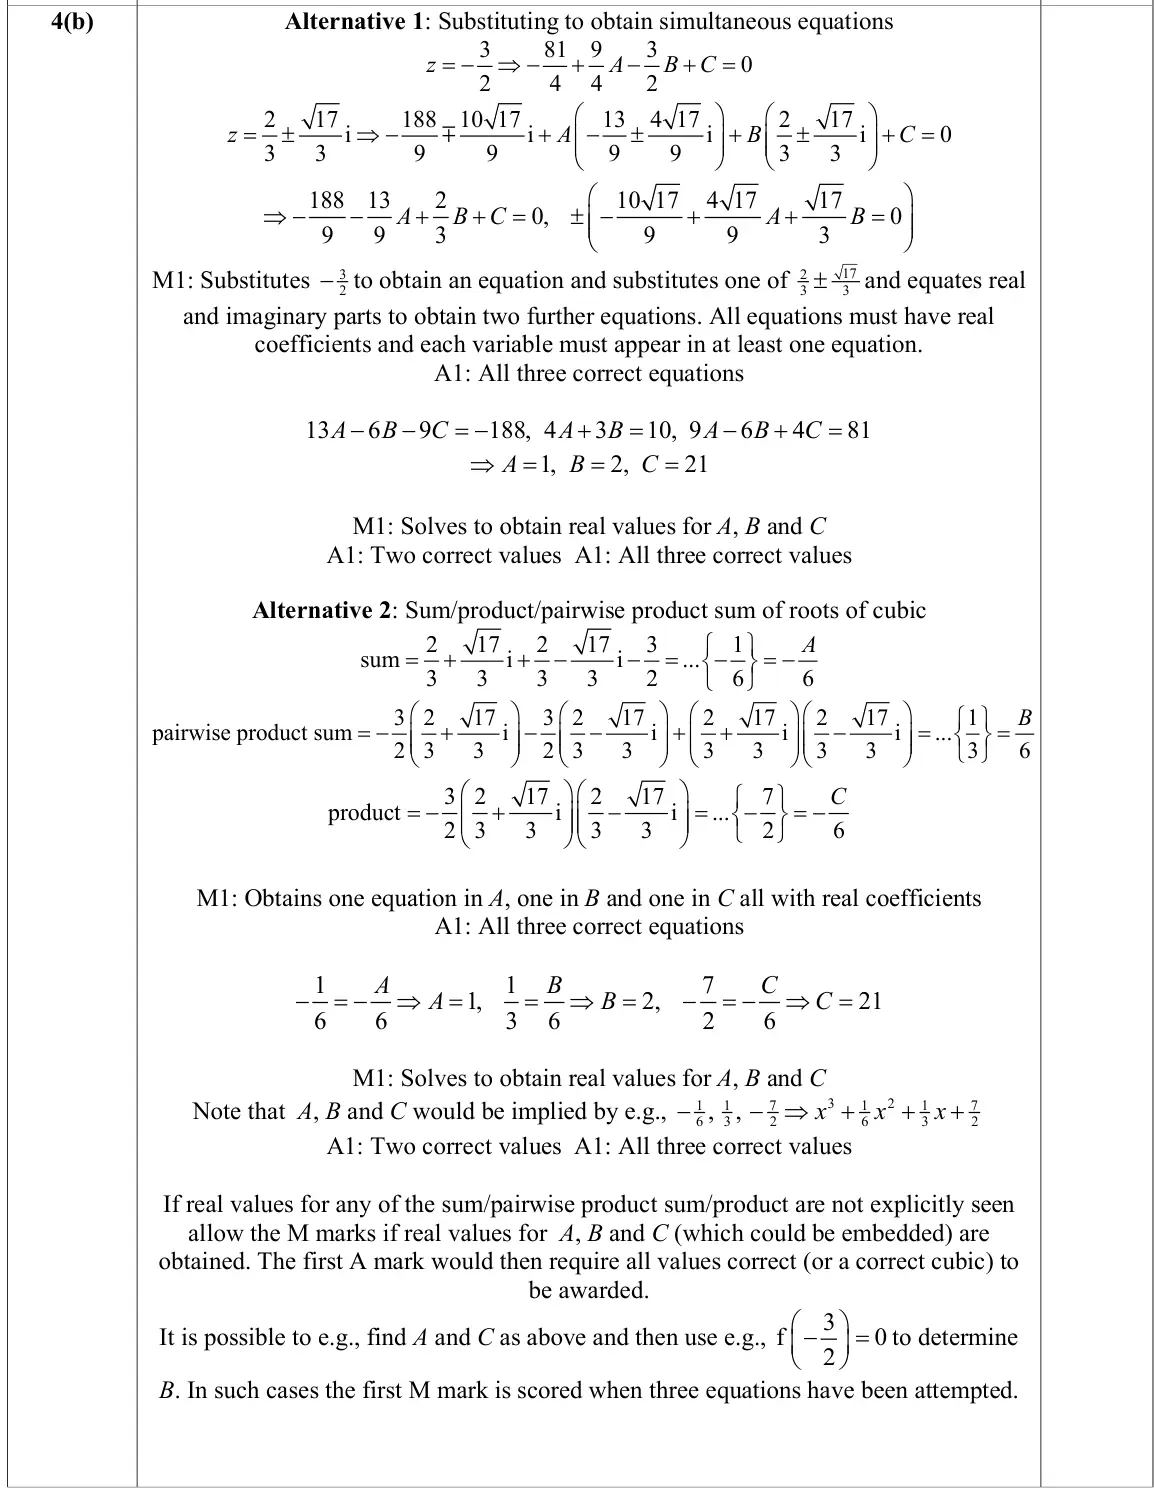 4(b)
Alternative 1: Substituting to obtain simultaneous equations
z = −3/2 ⇒ −81/4 + 9/4 A − 3/2 B + C = 0
z = 2/3 ± √17/3 i ⇒ −188/9 ∓ 10√17/9 i + A(−13/9 ± 4√17/9 i) + B(2/3 ± √17/3 i) + C = 0
⇒ −188/9 − 13/9 A + 2/3 B + C = 0, ±(−10√17/9 + 4√17/9 A + √17/3 B = 0)
M1: Substitutes −3/2 to obtain an equation and substitutes one of 2/3 ± √17/3 and equates real
and imaginary parts to obtain two further equations. All equations must have real
coefficients and each variable must appear in at least one equation.
A1: All three correct equations
13A − 6B − 9C = −188, 4A + 3B = 10, 9A − 6B + 4C = 81
⇒ A = 1, B = 2, C = 21
M1: Solves to obtain real values for A, B and C
A1: Two correct values A1: All three correct values
Alternative 2: Sum/product/pairwise product sum of roots of cubic
sum = 2/3 + √17/3 i + 2/3 − √17/3 i − 3/2 = ...{−1/6} = −A/6
pairwise product sum = −3/2(2/3 + √17/3 i) − 3/2(2/3 − √17/3 i) + (2/3 + √17/3 i)(2/3 − √17/3 i) = ...{1/3} = B/6
product = −3/2(2/3 + √17/3 i)(2/3 − √17/3 i) = ...{−7/2} = −C/6
M1: Obtains one equation in A, one in B and one in C all with real coefficients
A1: All three correct equations
−1/6 = −A/6 ⇒ A = 1, 1/3 = B/6 ⇒ B = 2, −7/2 = −C/6 ⇒ C = 21
M1: Solves to obtain real values for A, B and C
Note that A, B and C would be implied by e.g., −1/6, 1/3, −7/2 ⇒ x³ + 1/6 x² + 1/3 x + 7/2
A1: Two correct values A1: All three correct values
If real values for any of the sum/pairwise product sum/product are not explicitly seen
allow the M marks if real values for A, B and C (which could be embedded) are
obtained. The first A mark would then require all values correct (or a correct cubic) to
be awarded.
It is possible to e.g., find A and C as above and then use e.g., f(−3/2) = 0 to determine
B. In such cases the first M mark is scored when three equations have been attempted.